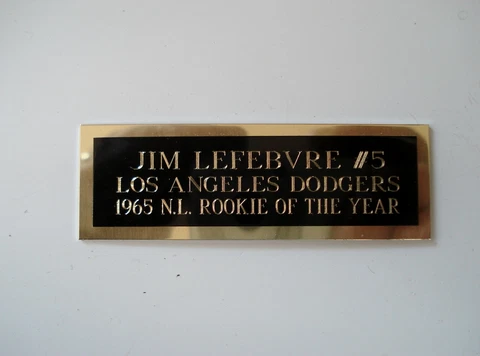 JIM LEFEBVRE #5
LOS ANGELES DODGERS
1965 N.L. ROOKIE OF THE YEAR